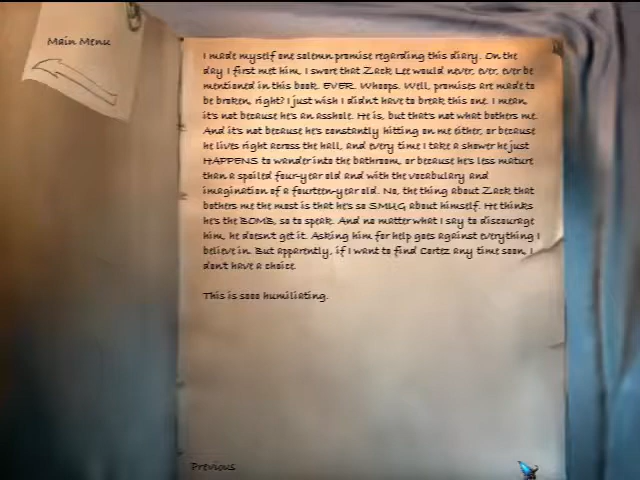 Main Menu
I made myself one solemn promise regarding this diary. On the
day I first met him, I swore that Zack Lee would never, ever, ever be
mentioned in this book. EVER. Whoops. Well, promises are made to
be broken, right? I just wish I didn't have to break this one. I mean,
it's not because he's an asshole. He is, but that's not what bothers me.
And it's not because he's constantly hitting on me either, or because
he lives right across the hall, and every time I take a shower he just
HAPPENS to wander into the bathroom, or because he's less mature
than a spoiled four-year old and with the vocabulary and
imagination of a fourteen-year old. No, the thing about Zack that
bothers me the most is that he's so SMUG about himself. He thinks
he's the BOMB, so to speak. And no matter what I say to discourage
him, he doesn't get it. Asking him for help goes against everything I
believe in. But apparently, if I want to find Cortez any time soon, I
don't have a choice.
This is sooo humiliating.
Previous